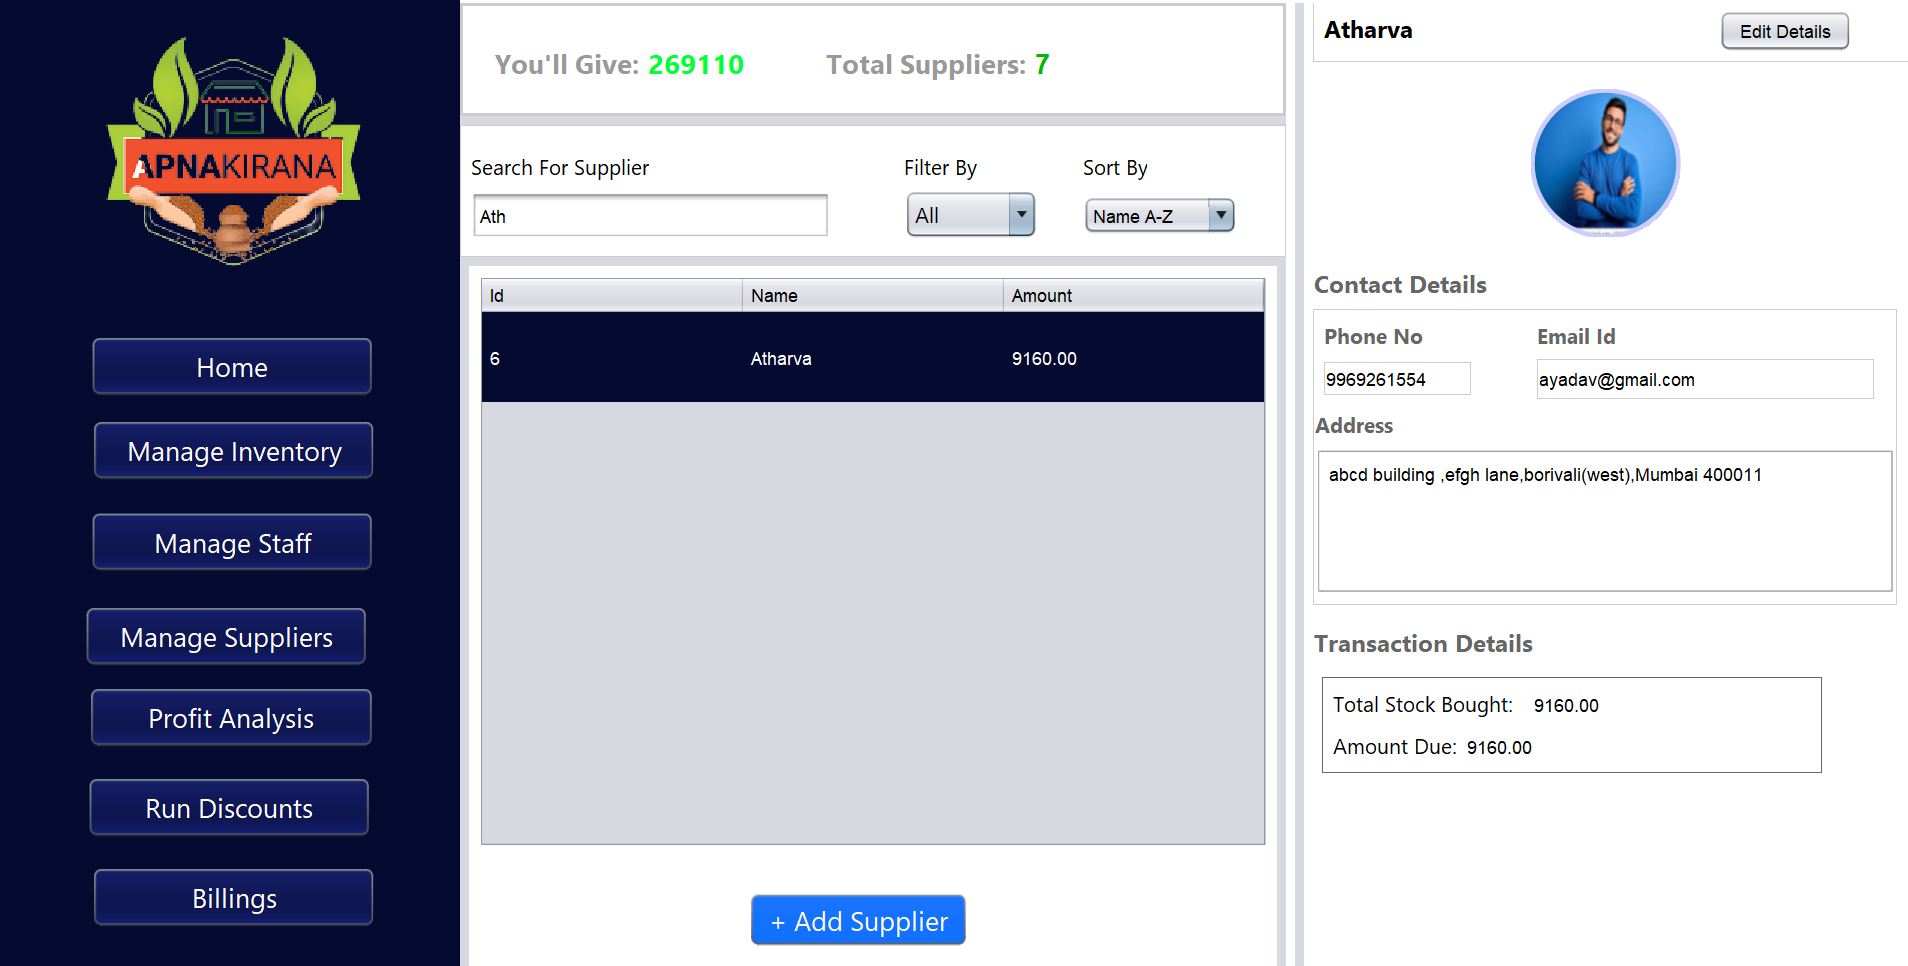 APNAKIRANA
Home
Manage Inventory
Manage Staff
Manage Suppliers
Profit Analysis
Run Discounts
Billings
You'll Give: 269110 Total Suppliers: 7
Search For Supplier Filter By Sort By
Ath All Name A-Z
Id Name Amount
6 Atharva 9160.00
+ Add Supplier
Atharva Edit Details
Contact Details
Phone No Email Id
9969261554 ayadav@gmail.com
Address
abcd building ,efgh lane,borivali(west),Mumbai 400011
Transaction Details
Total Stock Bought: 9160.00
Amount Due: 9160.00